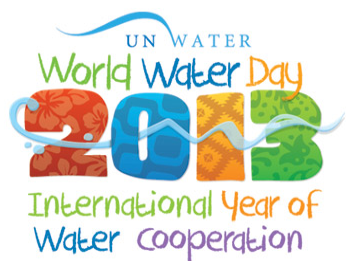 UN WATER
World Water Day
2013
International Year of
Water Cooperation